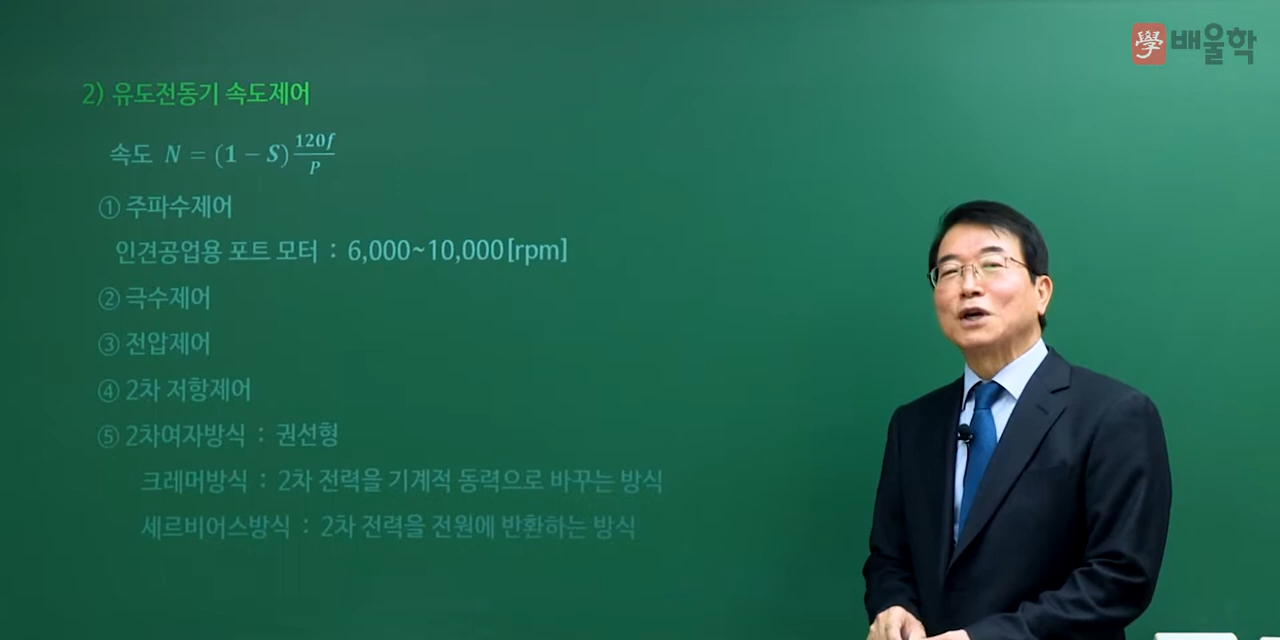 學 배울학
2) 유도전동기 속도제어
속도 N = (1 − S) 120f/P
① 주파수제어
인견공업용 포트 모터 : 6,000~10,000[rpm]
② 극수제어
③ 전압제어
④ 2차 저항제어
⑤ 2차여자방식 : 권선형
크레머방식 : 2차 전력을 기계적 동력으로 바꾸는 방식
세르비어스방식 : 2차 전력을 전원에 반환하는 방식